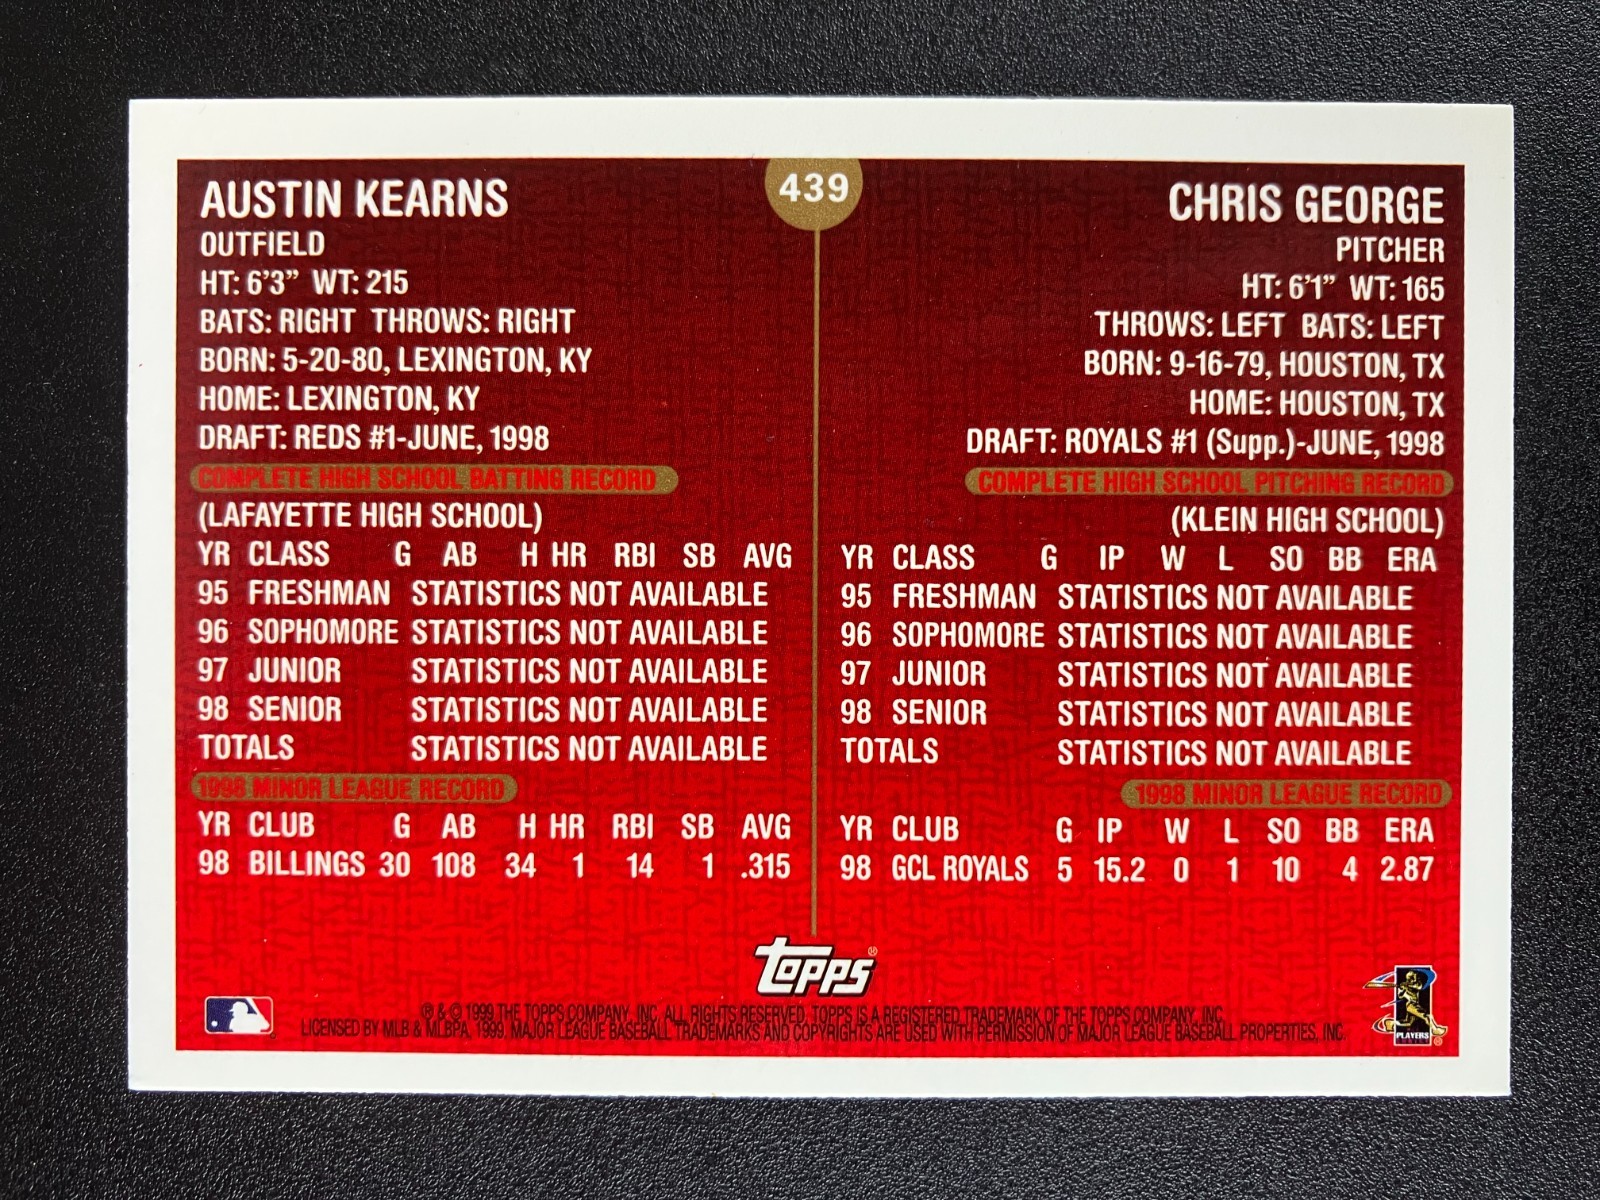 439
AUSTIN KEARNS
OUTFIELD
HT: 6'3" WT: 215
BATS: RIGHT THROWS: RIGHT
BORN: 5-20-80, LEXINGTON, KY
HOME: LEXINGTON, KY
DRAFT: REDS #1-JUNE, 1998
COMPLETE HIGH SCHOOL BATTING RECORD
(LAFAYETTE HIGH SCHOOL)
YR CLASS G AB H HR RBI SB AVG
95 FRESHMAN STATISTICS NOT AVAILABLE
96 SOPHOMORE STATISTICS NOT AVAILABLE
97 JUNIOR STATISTICS NOT AVAILABLE
98 SENIOR STATISTICS NOT AVAILABLE
TOTALS STATISTICS NOT AVAILABLE
1998 MINOR LEAGUE RECORD
YR CLUB G AB H HR RBI SB AVG
98 BILLINGS 30 108 34 1 14 1 .315
CHRIS GEORGE
PITCHER
HT: 6'1" WT: 165
THROWS: LEFT BATS: LEFT
BORN: 9-16-79, HOUSTON, TX
HOME: HOUSTON, TX
DRAFT: ROYALS #1 (Supp.)-JUNE, 1998
COMPLETE HIGH SCHOOL PITCHING RECORD
(KLEIN HIGH SCHOOL)
YR CLASS G IP W L SO BB ERA
95 FRESHMAN STATISTICS NOT AVAILABLE
96 SOPHOMORE STATISTICS NOT AVAILABLE
97 JUNIOR STATISTICS NOT AVAILABLE
98 SENIOR STATISTICS NOT AVAILABLE
TOTALS STATISTICS NOT AVAILABLE
1998 MINOR LEAGUE RECORD
YR CLUB G IP W L SO BB ERA
98 GCL ROYALS 5 15.2 0 1 10 4 2.87
topps®
® & © 1999 THE TOPPS COMPANY, INC. ALL RIGHTS RESERVED. TOPPS IS A REGISTERED TRADEMARK OF THE TOPPS COMPANY, INC.
LICENSED BY MLB & MLBPA, 1999. MAJOR LEAGUE BASEBALL TRADEMARKS AND COPYRIGHTS ARE USED WITH PERMISSION OF MAJOR LEAGUE BASEBALL PROPERTIES, INC.
PLAYERS